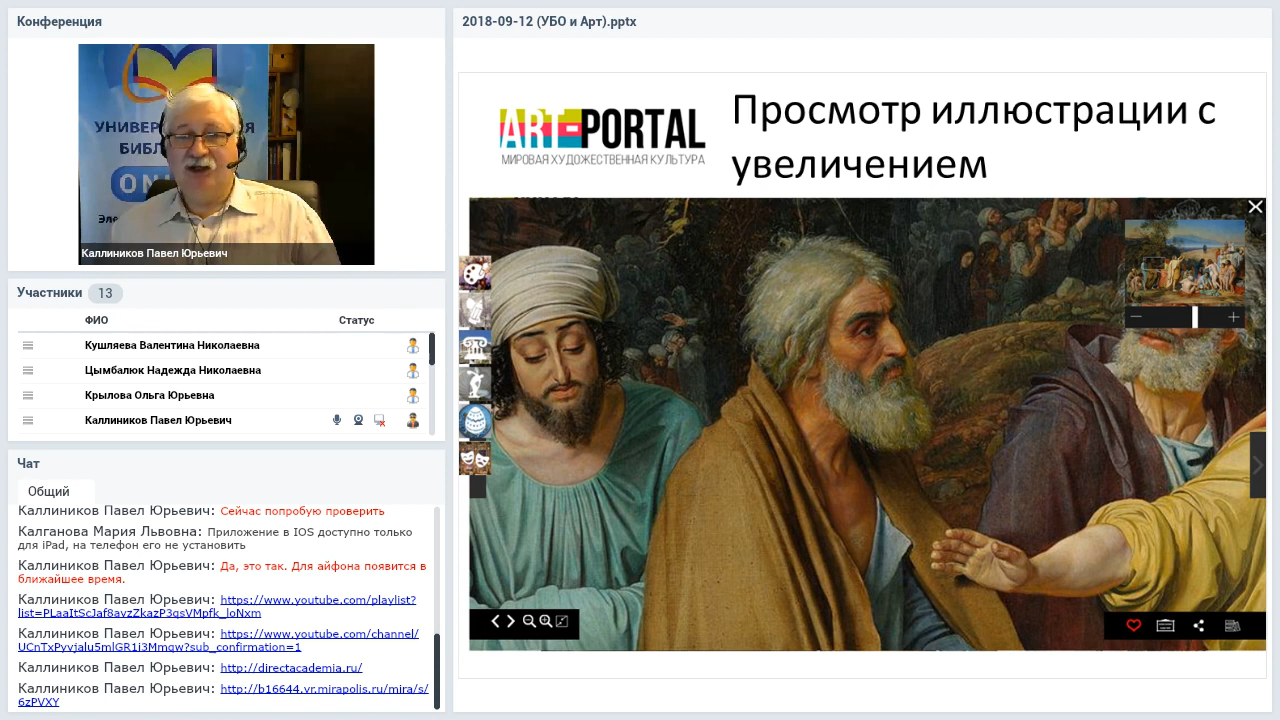 Конференция
УНИВЕР
БИБЛ
ON
Эле
Каллиников Павел Юрьевич
Участники 13
ФИО Статус
Кушляева Валентина Николаевна
Цымбалюк Надежда Николаевна
Крылова Ольга Юрьевна
Каллиников Павел Юрьевич
Чат
Общий
Каллиников Павел Юрьевич: Сейчас попробую проверить
Калганова Мария Львовна: Приложение в IOS доступно только
для iPad, на телефон его не установить
Каллиников Павел Юрьевич: Да, это так. Для айфона появится в
ближайшее время.
Каллиников Павел Юрьевич: https://www.youtube.com/playlist?
list=PLaaItScJaf8avzZkazP3qsVMpfk_loNxm
Каллиников Павел Юрьевич: https://www.youtube.com/channel/
UCnTxPyvjalu5mlGR1i3Mmqw?sub_confirmation=1
Каллиников Павел Юрьевич: http://directacademia.ru/
Каллиников Павел Юрьевич: http://b16644.vr.mirapolis.ru/mira/s/
6zPVXY
2018-09-12 (УБО и Арт).pptx
ART-PORTAL
МИРОВАЯ ХУДОЖЕСТВЕННАЯ КУЛЬТУРА
Просмотр иллюстрации с
увеличением